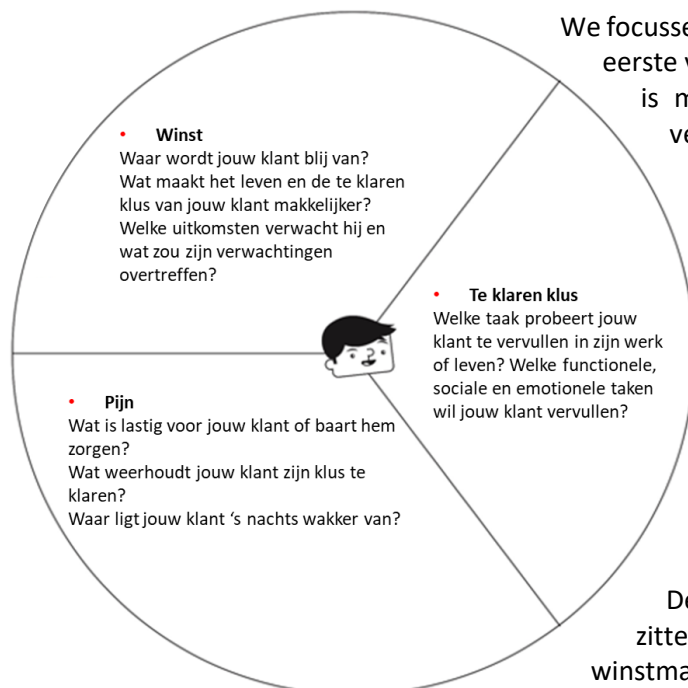 We focusse
eerste v
is m
ve
• Winst
Waar wordt jouw klant blij van?
Wat maakt het leven en de te klaren
klus van jouw klant makkelijker?
Welke uitkomsten verwacht hij en
wat zou zijn verwachtingen
overtreffen?
• Te klaren klus
Welke taak probeert jouw
klant te vervullen in zijn werk
of leven? Welke functionele,
sociale en emotionele taken
wil jouw klant vervullen?
• Pijn
Wat is lastig voor jouw klant of baart hem
zorgen?
Wat weerhoudt jouw klant zijn klus te
klaren?
Waar ligt jouw klant ‘s nachts wakker van?
De
zitte
winstma